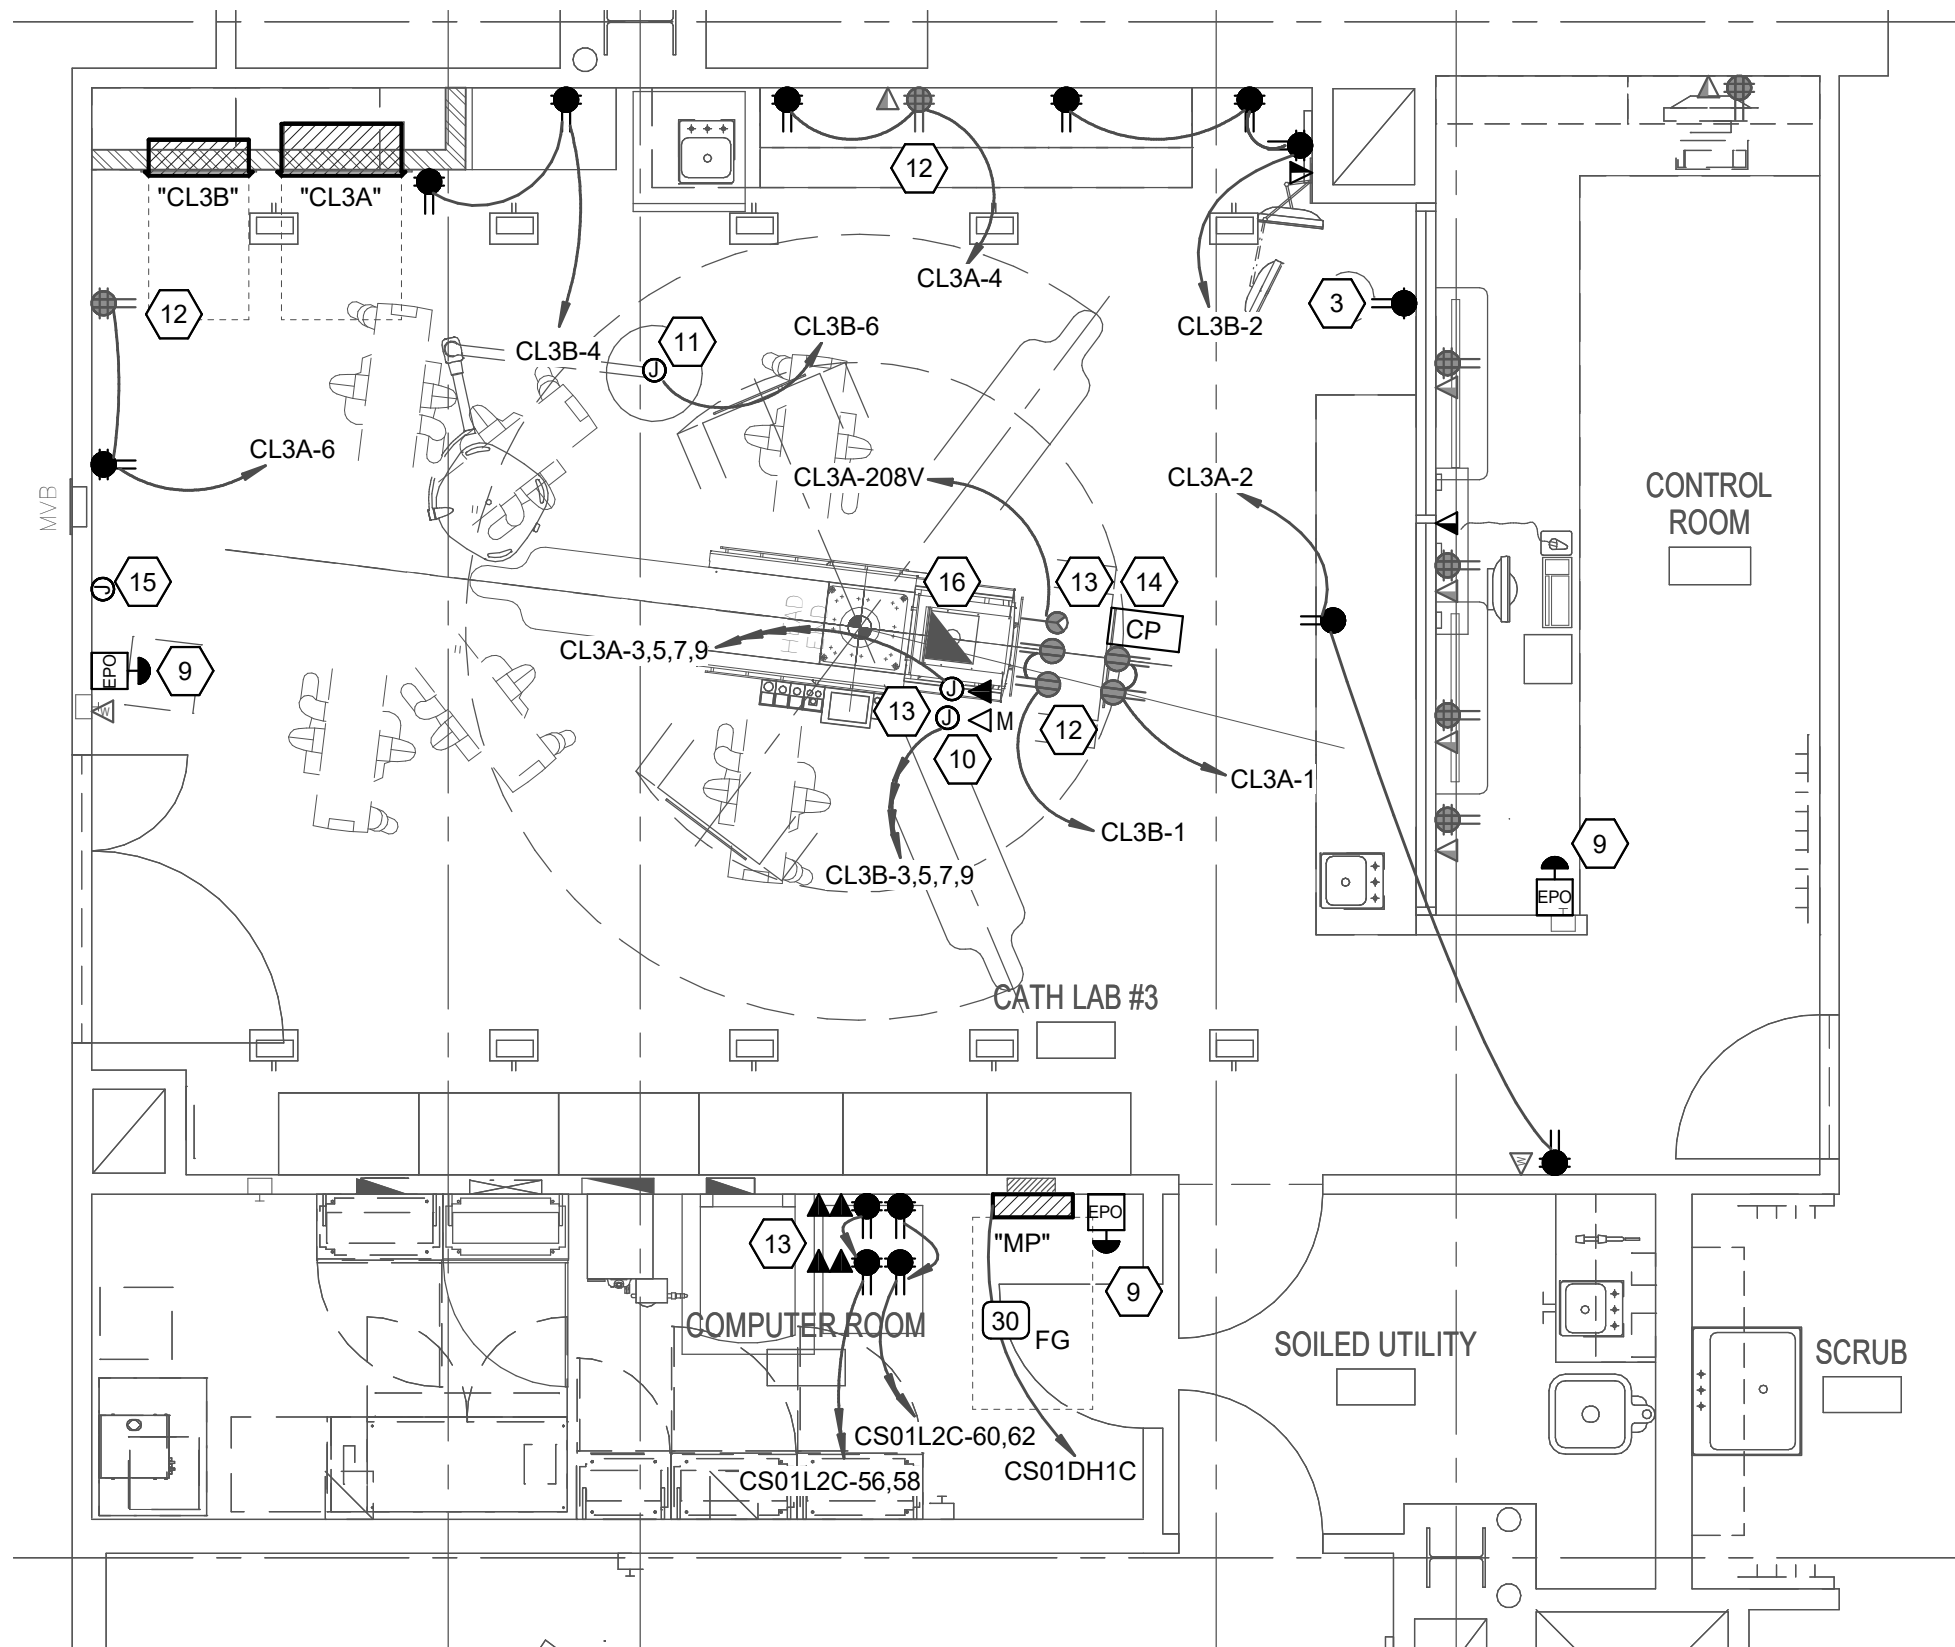 "CL3B"
"CL3A"
12
12
CL3A-4
CL3B-2
3
CL3B-4
11
J
CL3B-6
CL3A-6
CL3A-208V
CL3A-2
CONTROL
ROOM
MVB
J
15
16
13
14
CP
CL3A-3,5,7,9
EPO
9
W
J
13
J
M
12
10
CL3A-1
CL3B-1
CL3B-3,5,7,9
9
EPO
CATH LAB #3
W
13
"MP"
EPO
9
30
FG
COMPUTER ROOM
SOILED UTILITY
SCRUB
CS01L2C-60,62
CS01DH1C
CS01L2C-56,58